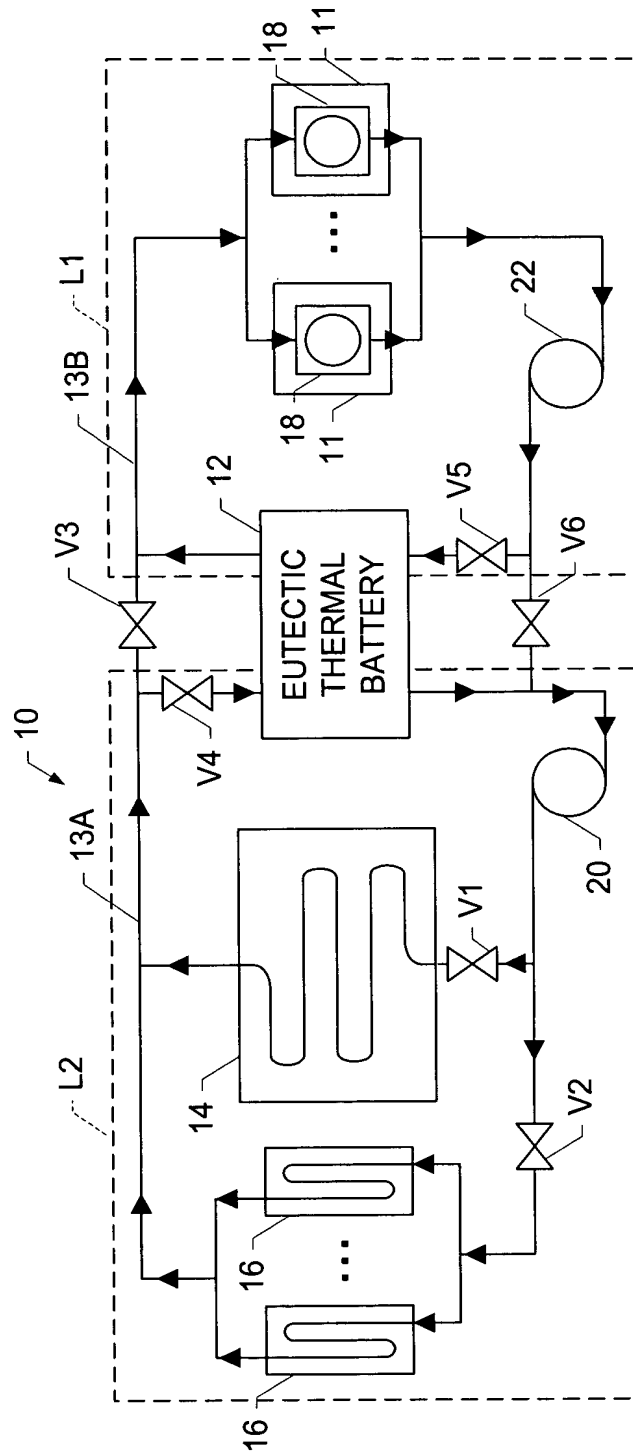 10
L2
L1
13A
13B
V3
V4
12
EUTECTIC
THERMAL
BATTERY
18
11
18
11
14
16
16
V1
V2
V5
V6
20
22